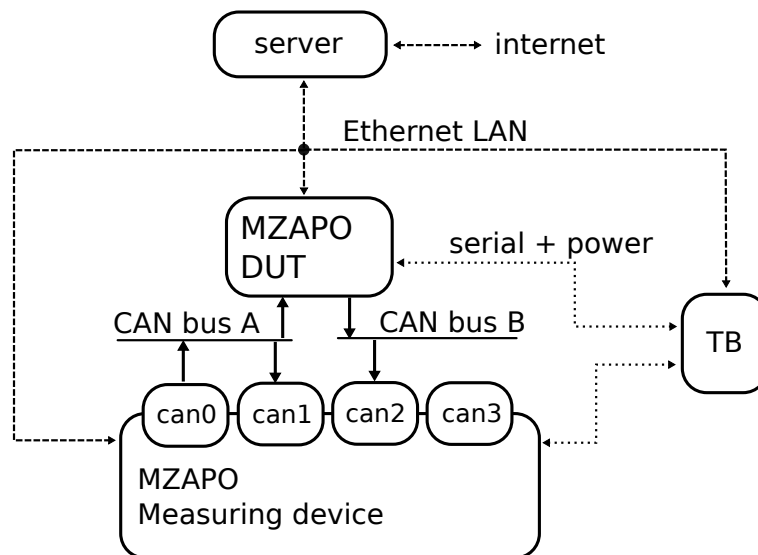 server
internet
Ethernet LAN
MZAPO
DUT
serial + power
CAN bus A
CAN bus B
TB
can0
can1
can2
can3
MZAPO
Measuring device